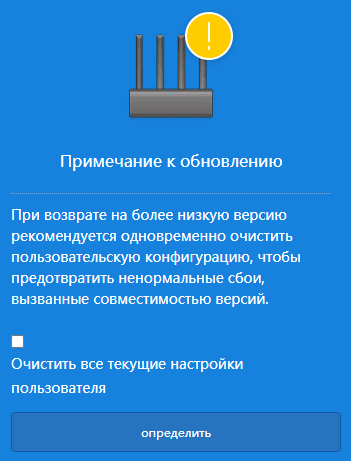 !
Примечание к обновлению
При возврате на более низкую версию
рекомендуется одновременно очистить
пользовательскую конфигурацию, чтобы
предотвратить ненормальные сбои,
вызванные совместимостью версий.
Очистить все текущие настройки
пользователя
определить